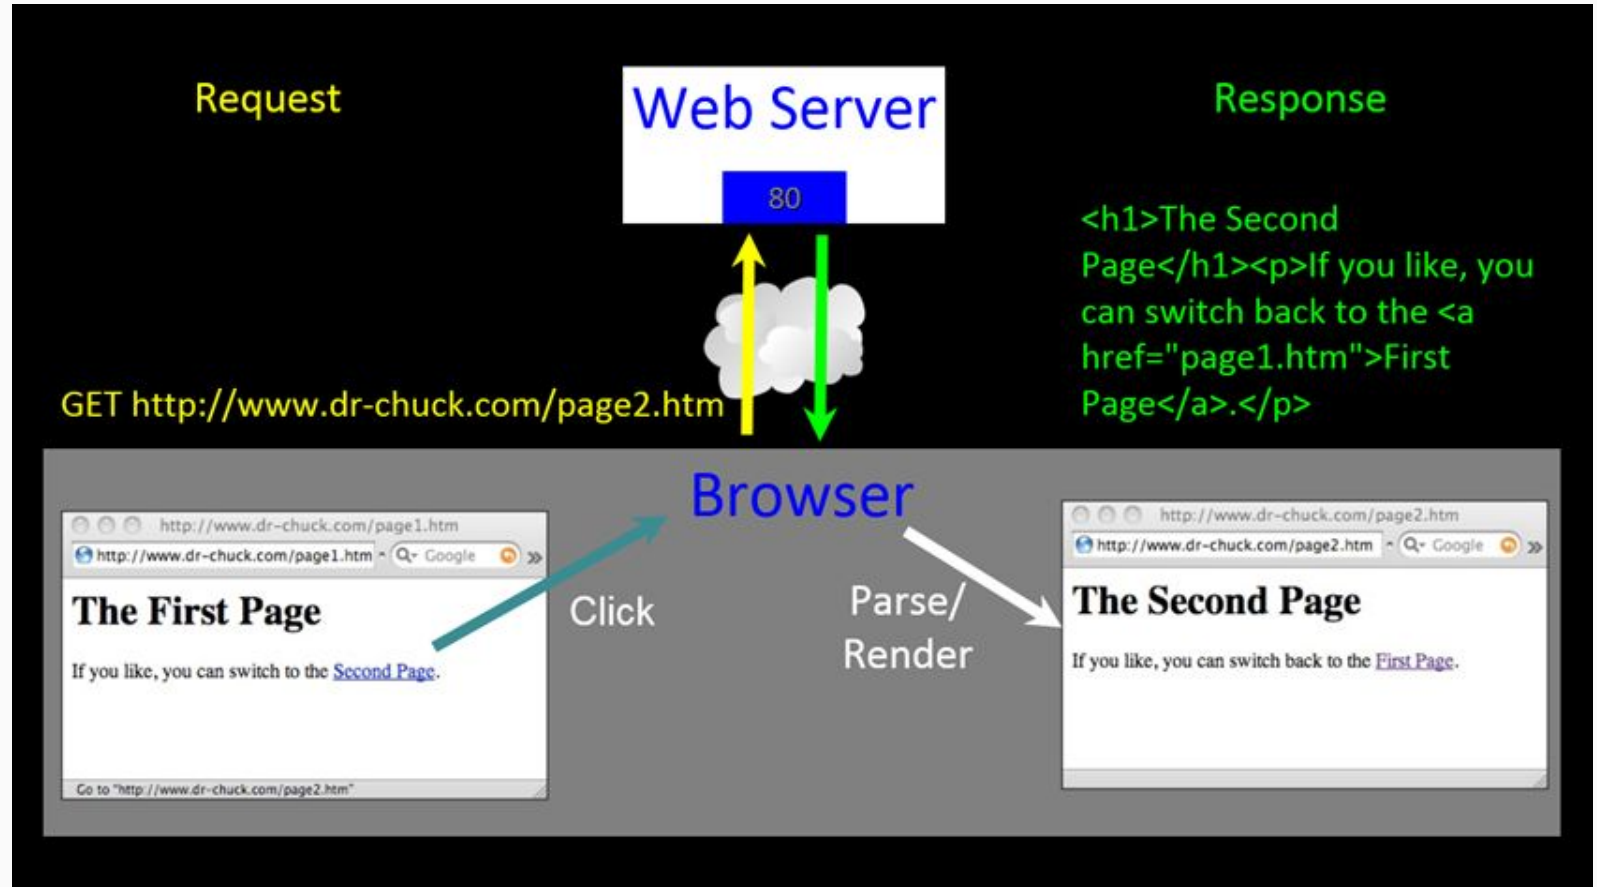 Request
Web Server
Response
80
<h1>The Second
Page</h1><p>If you like, you
can switch back to the <a
href="page1.htm">First
Page</a>.</p>
GET http://www.dr-chuck.com/page2.htm
Browser
http://www.dr-chuck.com/page1.htm
http://www.dr-chuck.com/page1.htm
Google
The First Page
If you like, you can switch to the Second Page.
Go to "http://www.dr-chuck.com/page2.htm"
Click
Parse/
Render
http://www.dr-chuck.com/page2.htm
http://www.dr-chuck.com/page2.htm
Google
The Second Page
If you like, you can switch back to the First Page.